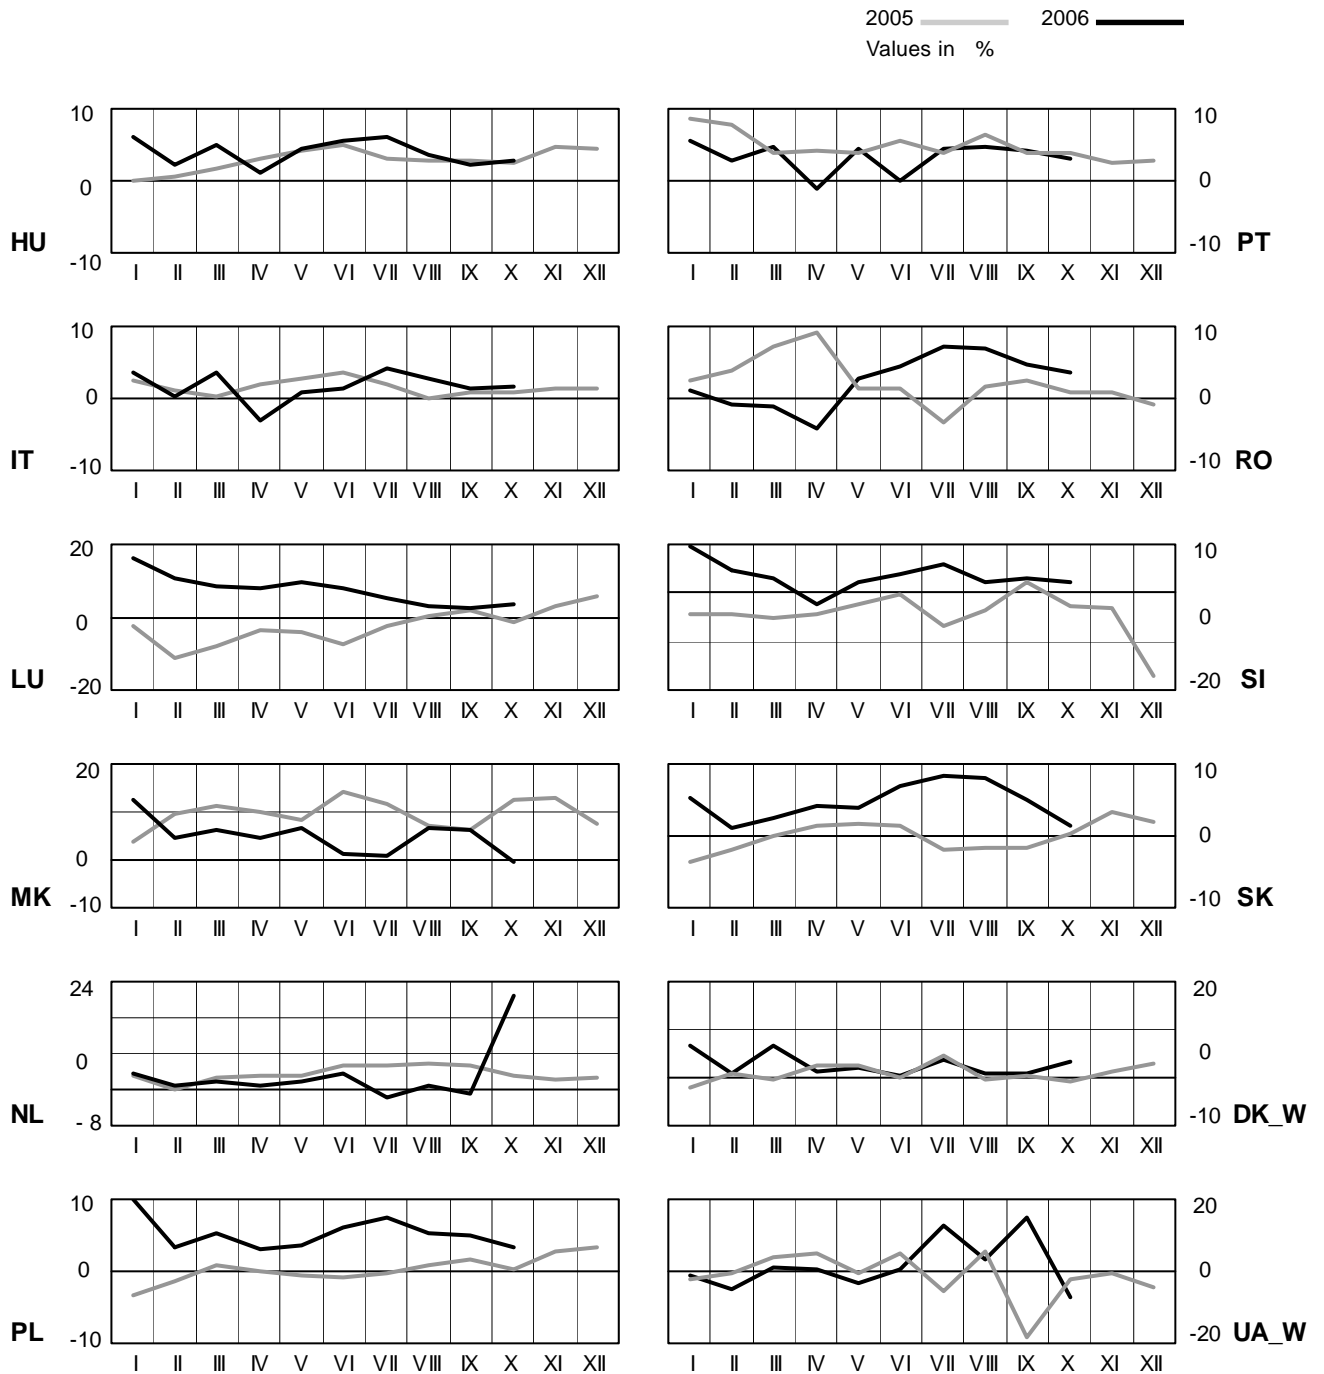 2005 2006
Values in %
10 10
0 0
HU -10 -10 PT
I II III IV V VI VII VIII IX X XI XII I II III IV V VI VII VIII IX X XI XII
10 10
0 0
IT -10 -10 RO
I II III IV V VI VII VIII IX X XI XII I II III IV V VI VII VIII IX X XI XII
20 10
0 0
LU -20 -20 SI
I II III IV V VI VII VIII IX X XI XII I II III IV V VI VII VIII IX X XI XII
20 10
0 0
MK -10 -10 SK
I II III IV V VI VII VIII IX X XI XII I II III IV V VI VII VIII IX X XI XII
24 20
0 0
NL - 8 -10 DK_W
I II III IV V VI VII VIII IX X XI XII I II III IV V VI VII VIII IX X XI XII
10 20
0 0
PL -10 -20 UA_W
I II III IV V VI VII VIII IX X XI XII I II III IV V VI VII VIII IX X XI XII